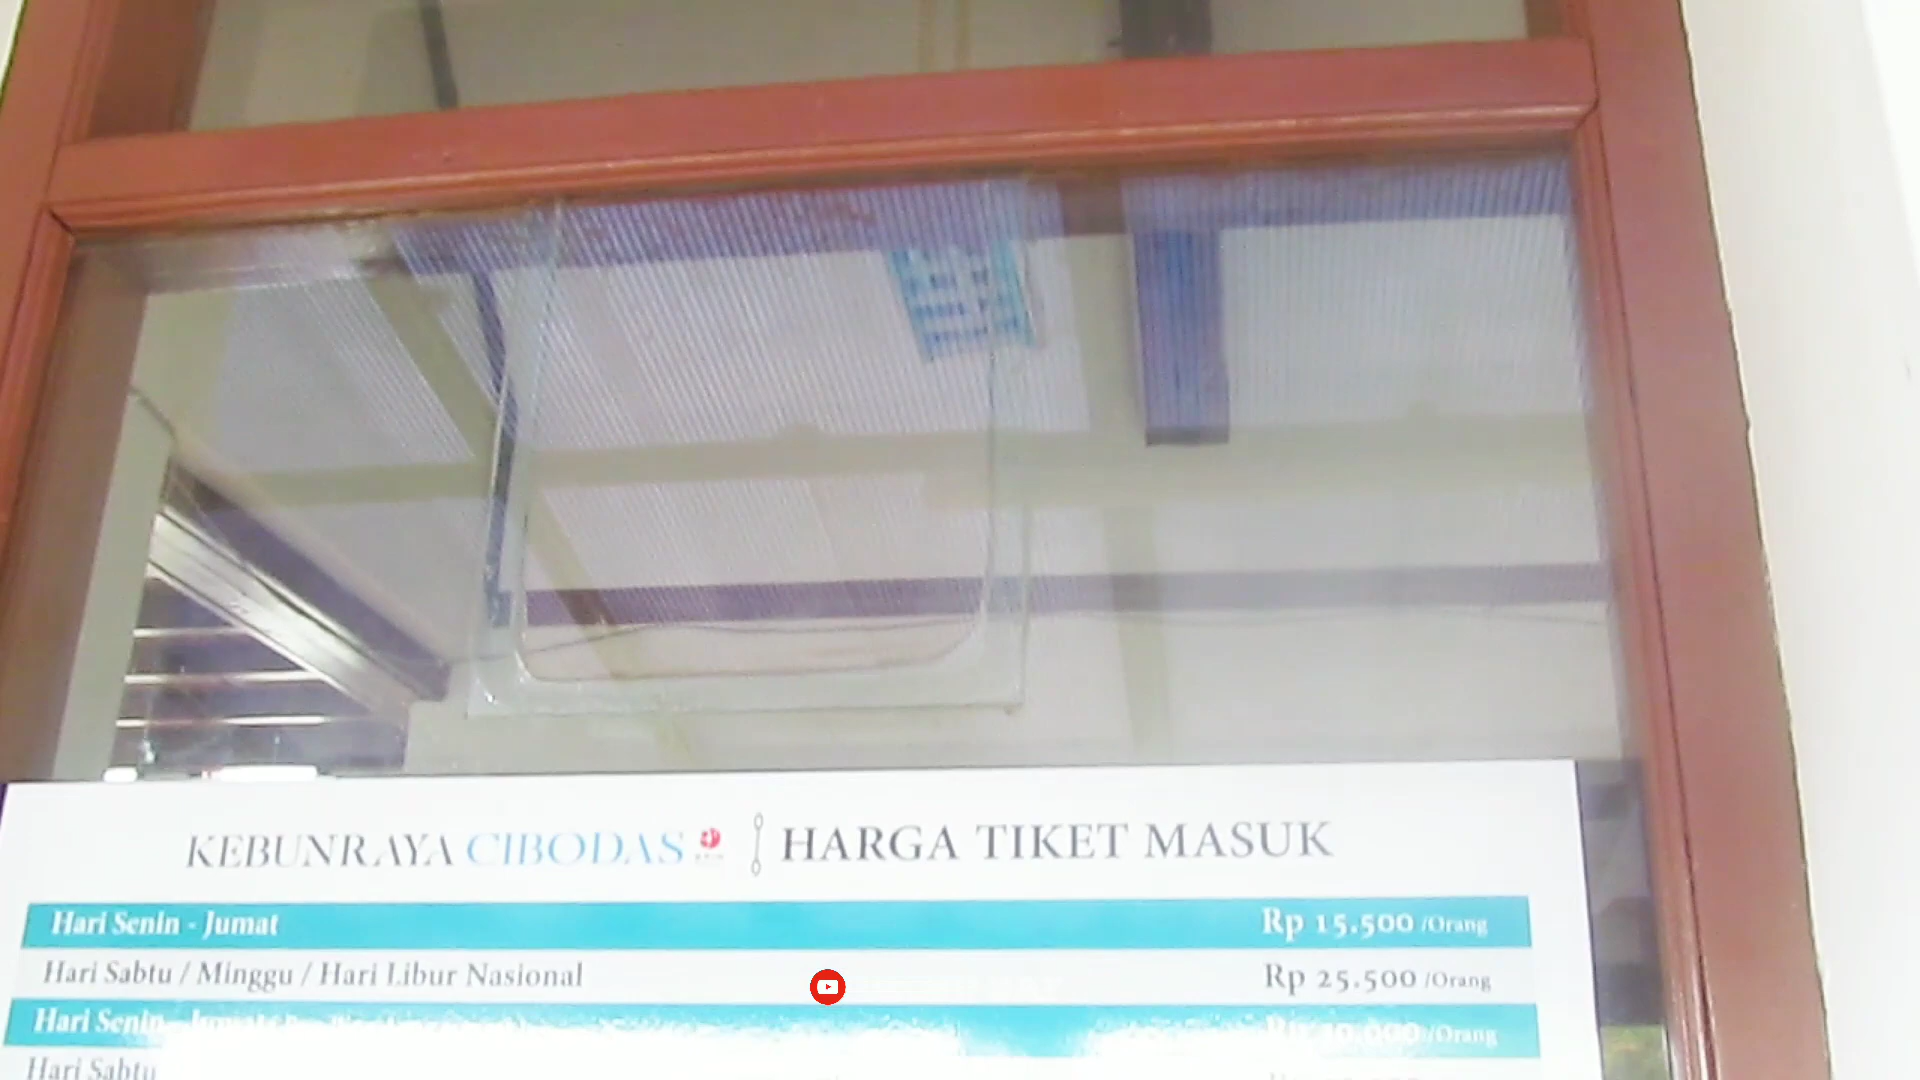 KEBUNRAYA CIBODAS HARGA TIKET MASUK
Hari Senin - Jumat Rp 15.500 /Orang
Hari Sabtu / Minggu / Hari Libur Nasional Rp 25.500 /Orang
Hari Senin - Jumat /Orang
Hari Sabtu